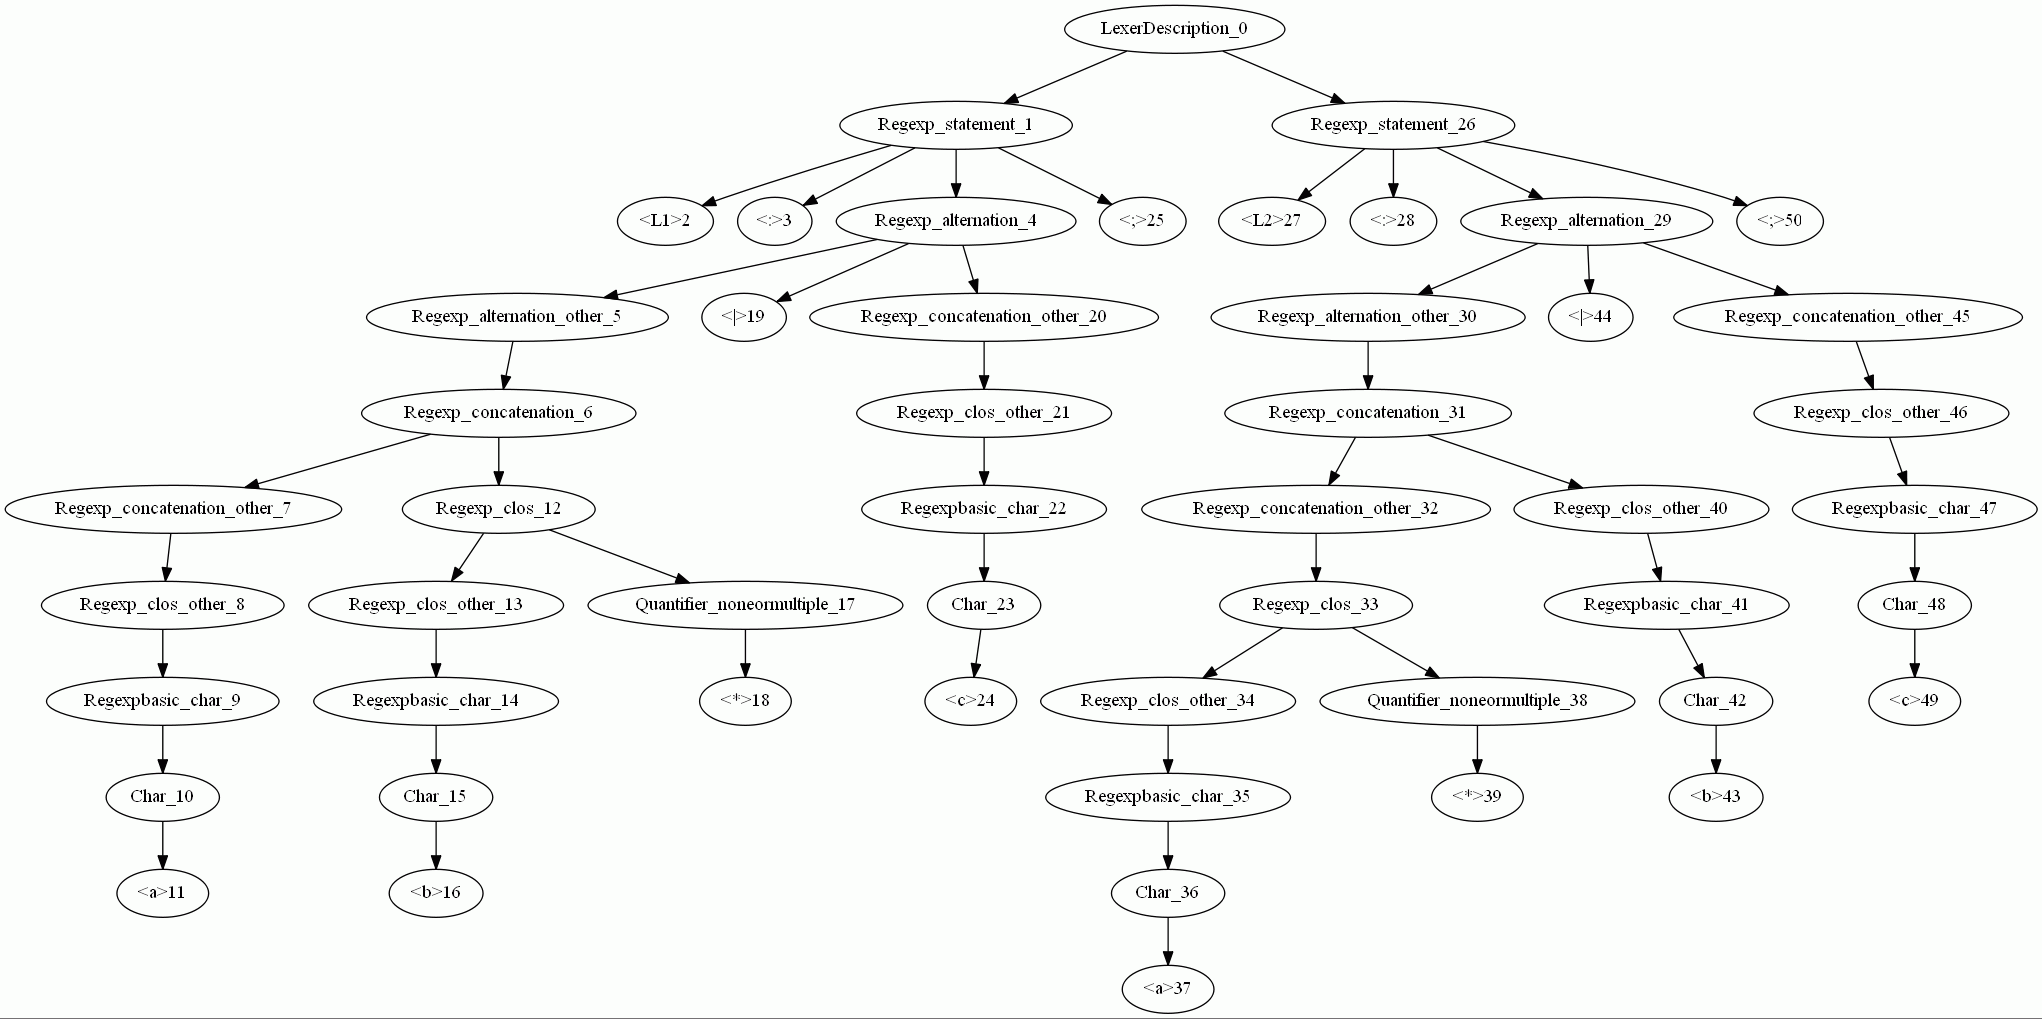 LexerDescription_0
Regexp_statement_1
Regexp_statement_26
<L1>2
<:>3
Regexp_alternation_4
<;>25
<L2>27
<:>28
Regexp_alternation_29
<;>50
Regexp_alternation_other_5
<|>19
Regexp_concatenation_other_20
Regexp_alternation_other_30
<|>44
Regexp_concatenation_other_45
Regexp_concatenation_6
Regexp_clos_other_21
Regexp_concatenation_31
Regexp_clos_other_46
Regexp_concatenation_other_7
Regexp_clos_12
Regexpbasic_char_22
Regexp_concatenation_other_32
Regexp_clos_other_40
Regexpbasic_char_47
Regexp_clos_other_8
Regexp_clos_other_13
Quantifier_noneormultiple_17
Char_23
Regexp_clos_33
Regexpbasic_char_41
Char_48
Regexpbasic_char_9
Regexpbasic_char_14
<*>18
<c>24
Regexp_clos_other_34
Quantifier_noneormultiple_38
Char_42
<c>49
Char_10
Char_15
Regexpbasic_char_35
<*>39
<b>43
<a>11
<b>16
Char_36
<a>37